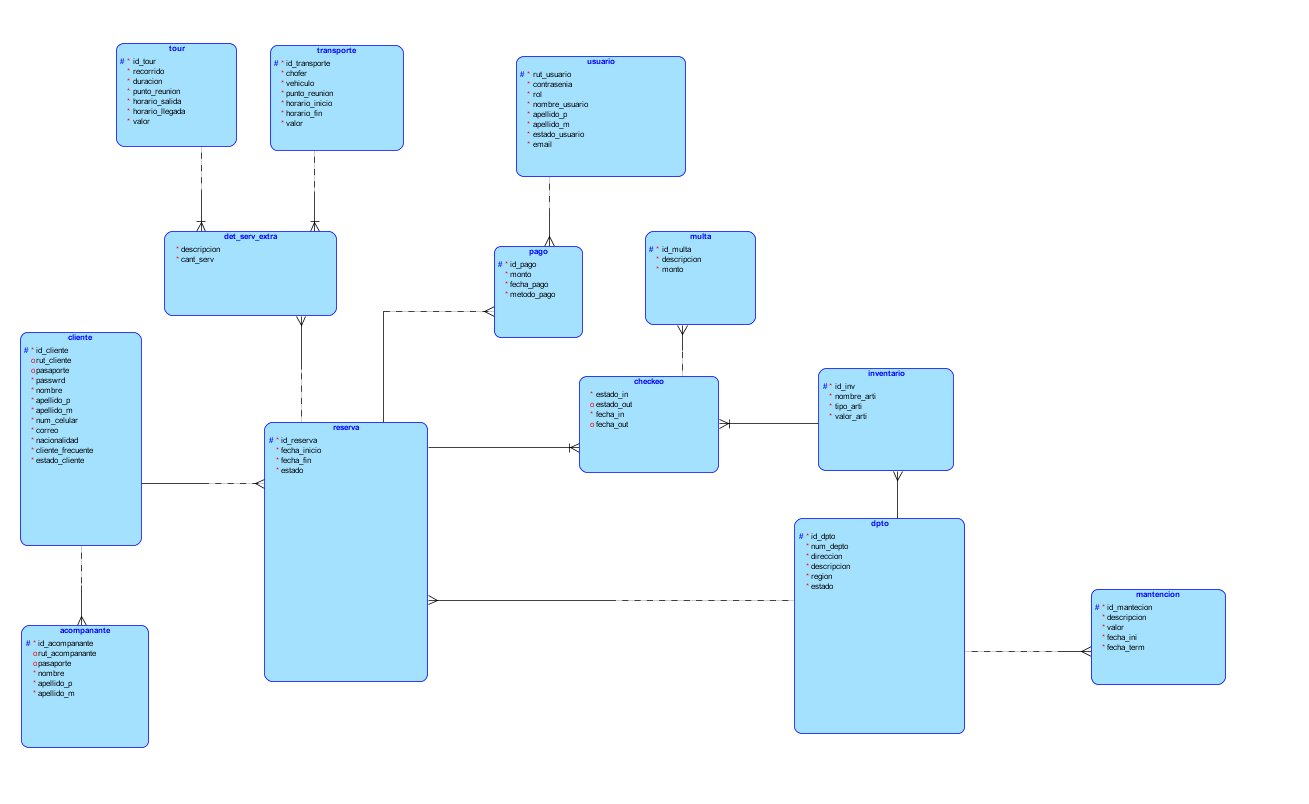 tour
# * id_tour
* recorrido
* duracion
* punto_reunion
* horario_salida
* horario_llegada
* valor
transporte
# * id_transporte
* chofer
* vehiculo
* punto_reunion
* horario_inicio
* horario_fin
* valor
usuario
# * rut_usuario
* contrasenia
* rol
* nombre_usuario
* apellido_p
* apellido_m
* estado_usuario
* email
det_serv_extra
* descripcion
* cant_serv
pago
# * id_pago
* monto
* fecha_pago
* metodo_pago
multa
# * id_multa
* descripcion
* monto
cliente
# * id_cliente
o rut_cliente
o pasaporte
* passwrd
* nombre
* apellido_p
* apellido_m
* num_celular
* correo
* nacionalidad
* cliente_frecuente
* estado_cliente
checkeo
* estado_in
o estado_out
* fecha_in
o fecha_out
inventario
# * id_inv
* nombre_arti
* tipo_arti
* valor_arti
reserva
# * id_reserva
* fecha_inicio
* fecha_fin
* estado
dpto
# * id_dpto
* num_depto
* direccion
* descripcion
* region
* estado
mantencion
# * id_mantecion
* descripcion
* valor
* fecha_ini
* fecha_term
acompanante
# * id_acompanante
o rut_acompanante
o pasaporte
* nombre
* apellido_p
* apellido_m